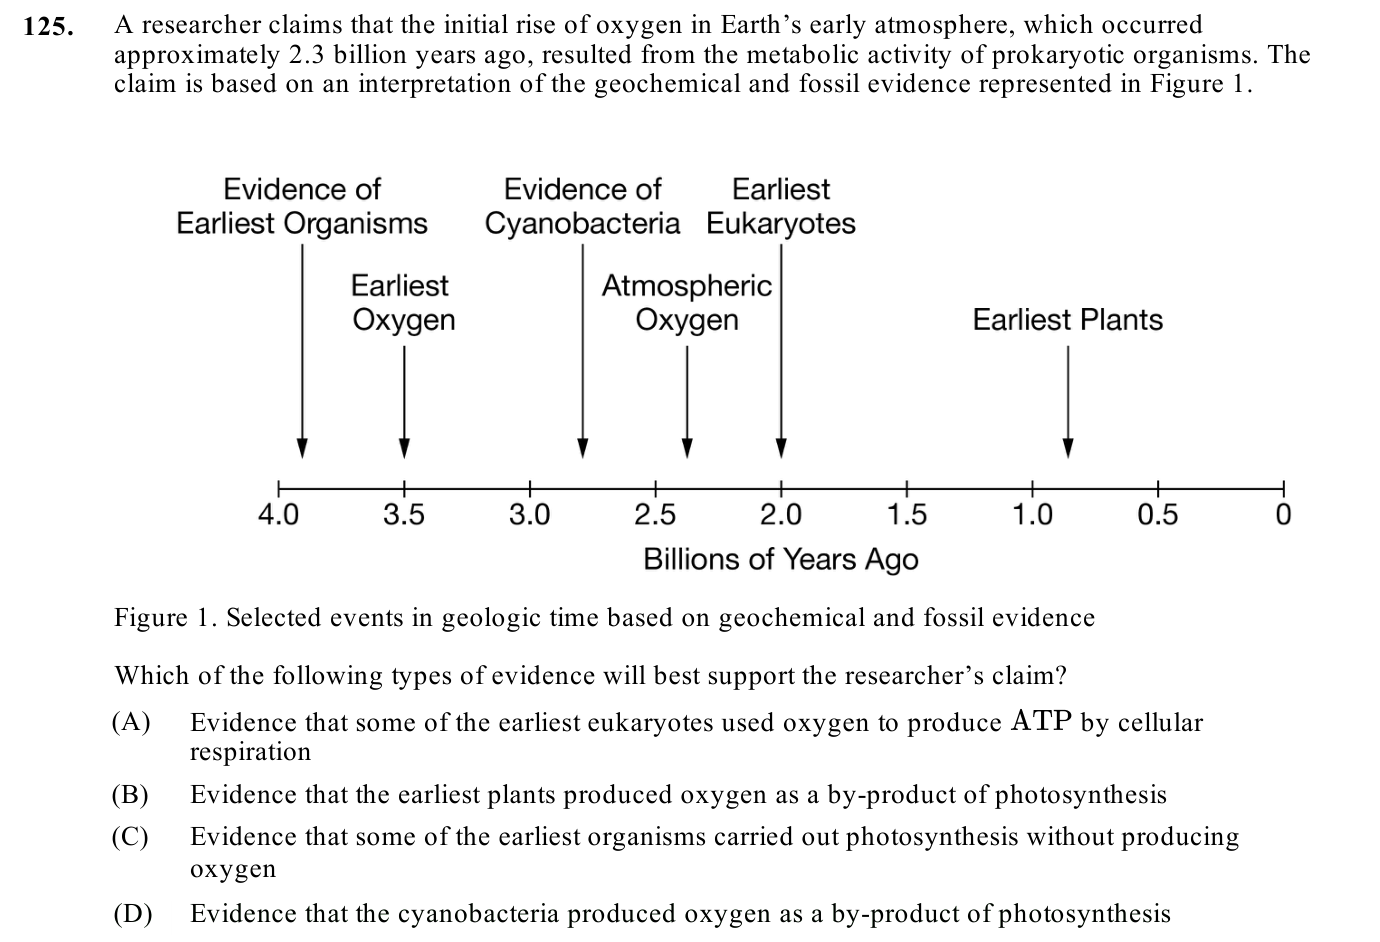 125. A researcher claims that the initial rise of oxygen in Earth’s early atmosphere, which occurred
approximately 2.3 billion years ago, resulted from the metabolic activity of prokaryotic organisms. The
claim is based on an interpretation of the geochemical and fossil evidence represented in Figure 1.
Evidence of
Earliest Organisms
Evidence of
Cyanobacteria
Earliest
Eukaryotes
Earliest
Oxygen
Atmospheric
Oxygen
Earliest Plants
4.0 3.5 3.0 2.5 2.0 1.5 1.0 0.5 0
Billions of Years Ago
Figure 1. Selected events in geologic time based on geochemical and fossil evidence
Which of the following types of evidence will best support the researcher’s claim?
(A) Evidence that some of the earliest eukaryotes used oxygen to produce ATP by cellular
respiration
(B) Evidence that the earliest plants produced oxygen as a by-product of photosynthesis
(C) Evidence that some of the earliest organisms carried out photosynthesis without producing
oxygen
(D) Evidence that the cyanobacteria produced oxygen as a by-product of photosynthesis